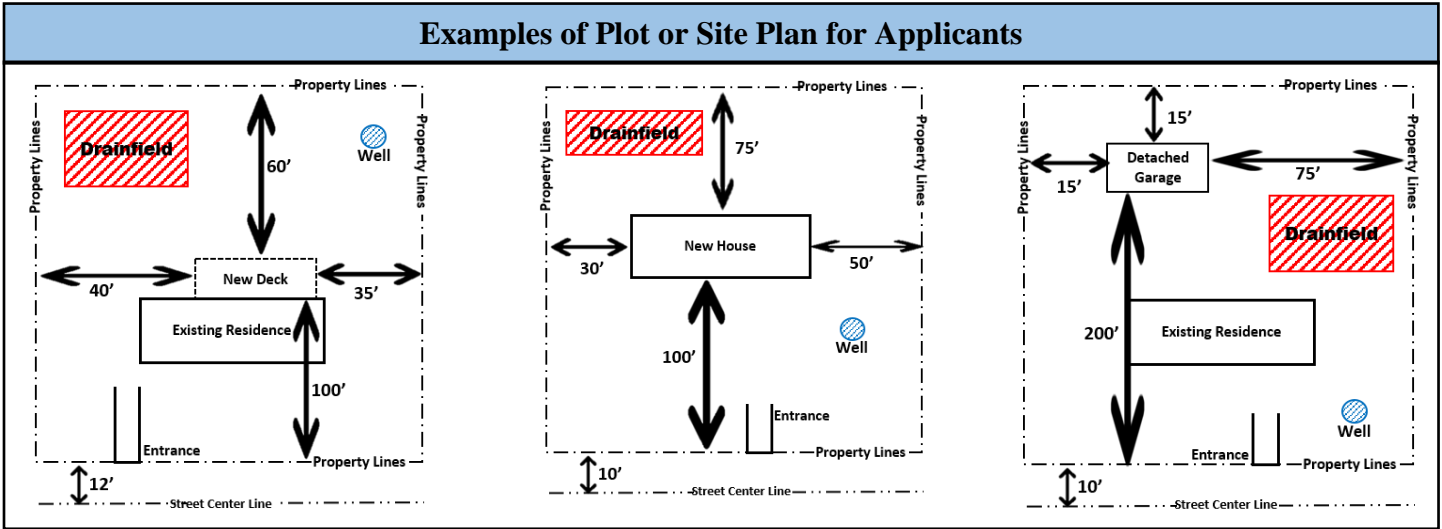 Examples of Plot or Site Plan for Applicants
Property Lines
Property Lines
Property Lines
Drainfield
Well
60'
New Deck
40'
35'
Existing Residence
100'
Entrance
Property Lines
12'
Street Center Line
Property Lines
Property Lines
Property Lines
Drainfield
75'
New House
30'
50'
Well
100'
Entrance
Property Lines
10'
Street Center Line
Property Lines
Property Lines
Property Lines
15'
Detached
Garage
15'
75'
Drainfield
200'
Existing Residence
Well
Entrance
Property Lines
10'
Street Center Line